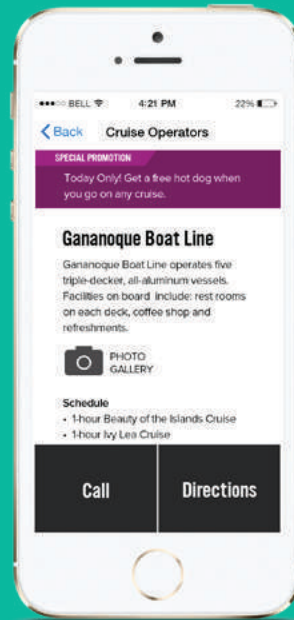 BELL 4:21 PM 22%
Back Cruise Operators
SPECIAL PROMOTION
Today Only! Get a free hot dog when
you go on any cruise.
Gananoque Boat Line
Gananoque Boat Line operates five
triple-decker, all-aluminum vessels.
Facilities on board include: rest rooms
on each deck, coffee shop and
refreshments.
PHOTO
GALLERY
Schedule
• 1-hour Beauty of the Islands Cruise
• 1-hour Ivy Lea Cruise
Call Directions